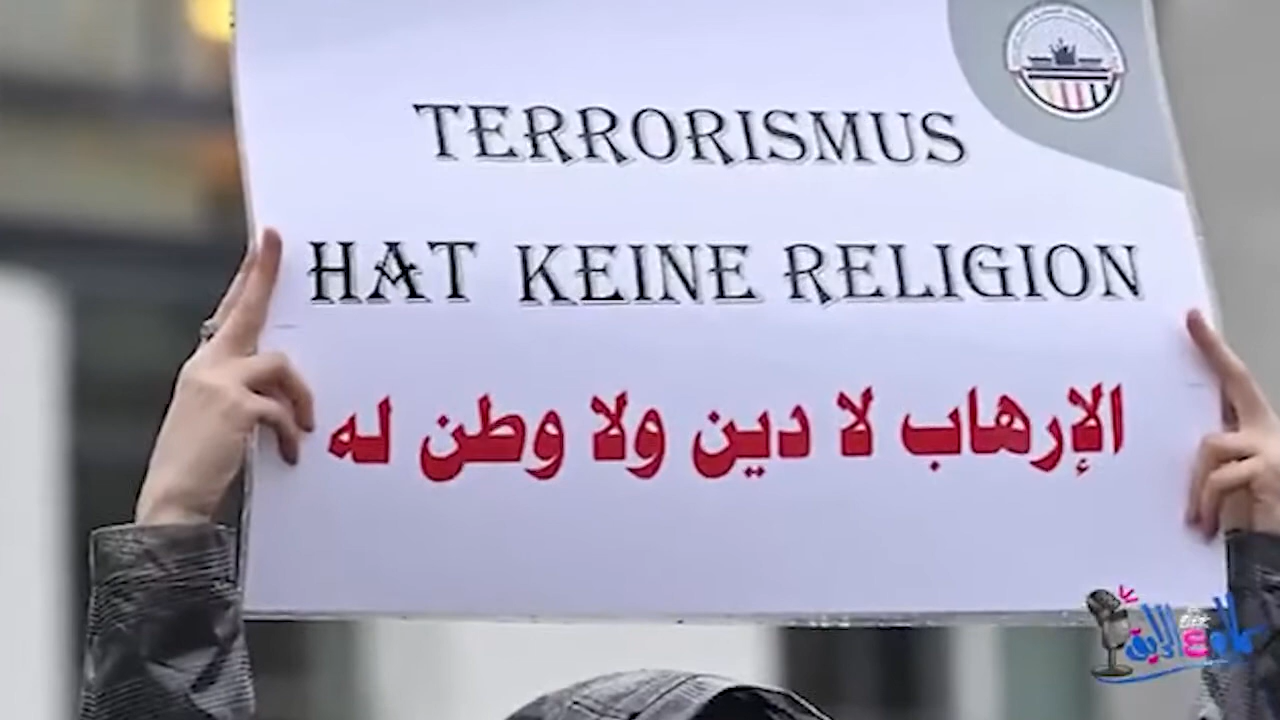 TERRORISMUS
HAT KEINE RELIGION
الإرهاب لا دين ولا وطن له